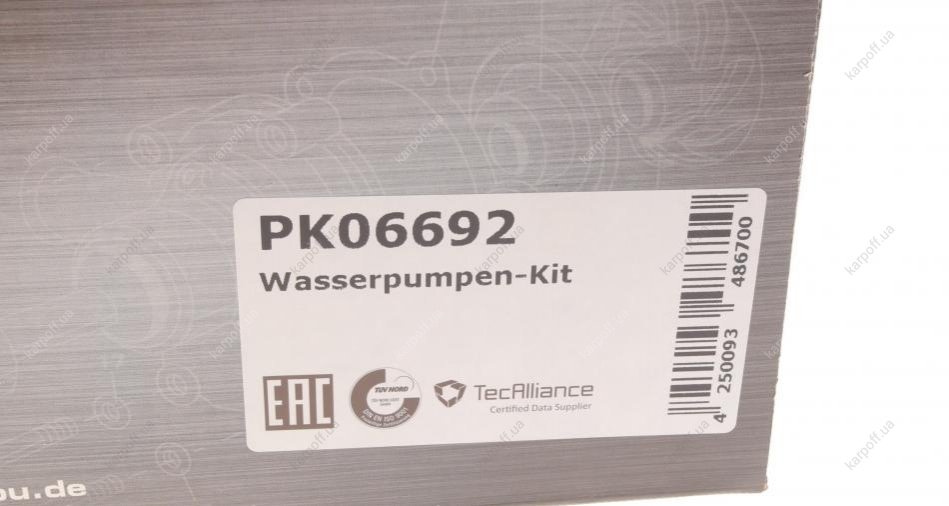 PK06692
Wasserpumpen-Kit
EAC
TÜV NORD
DIN EN ISO 9001
TecAlliance
Certified Data Supplier
4 250093 486700
ou.de
karpoff.ua